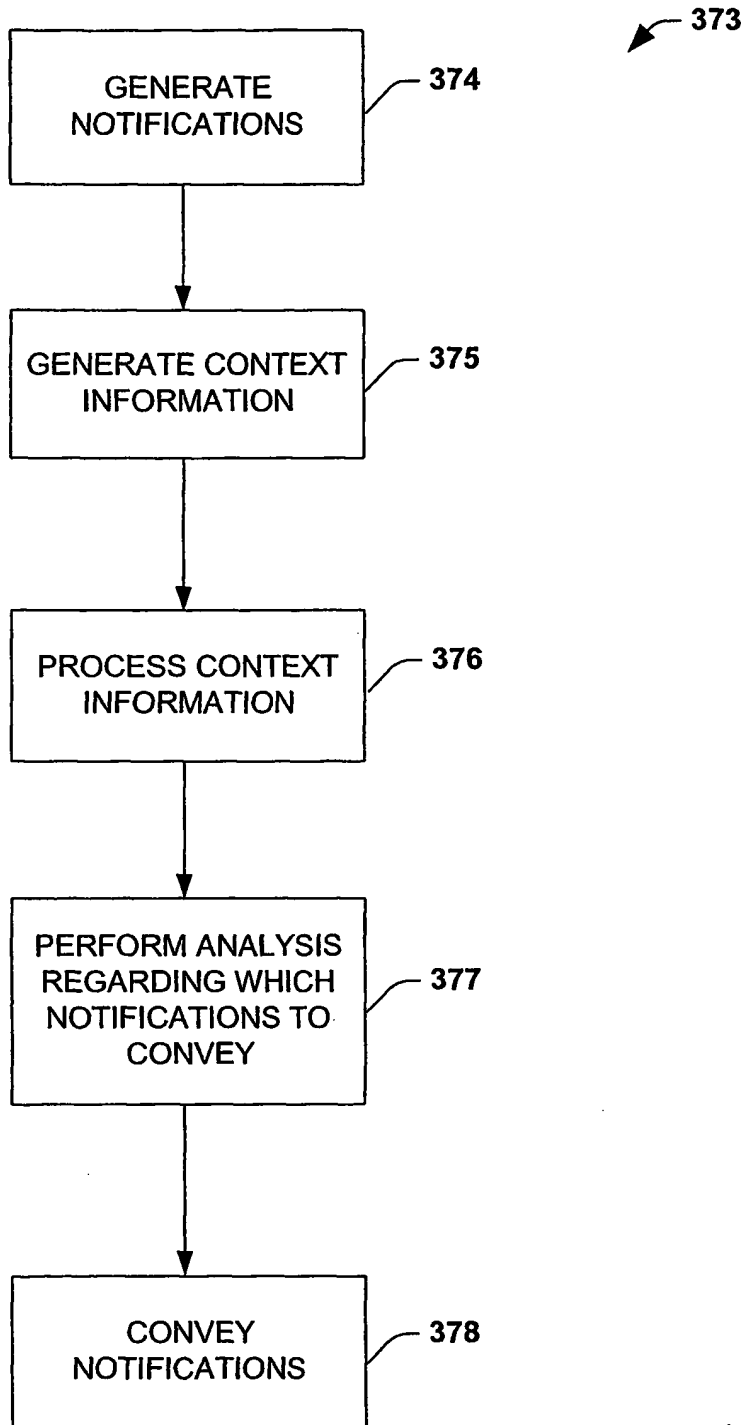 373
GENERATE
NOTIFICATIONS
374
GENERATE CONTEXT
INFORMATION
375
PROCESS CONTEXT
INFORMATION
376
PERFORM ANALYSIS
REGARDING WHICH
NOTIFICATIONS TO
CONVEY
377
CONVEY
NOTIFICATIONS
378